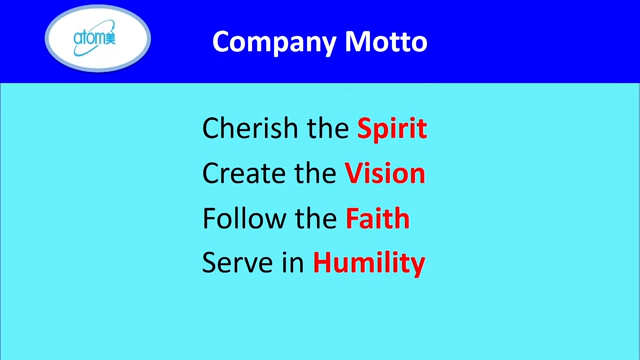 atom美
Company Motto
Cherish the Spirit
Create the Vision
Follow the Faith
Serve in Humility